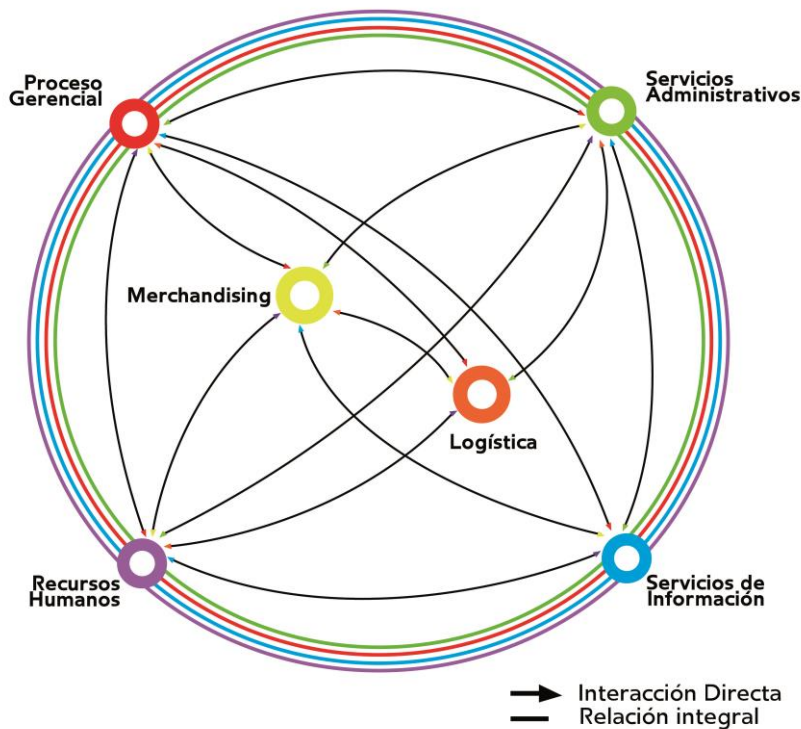 Proceso
Gerencial
Servicios
Administrativos
Merchandising
Logística
Recursos
Humanos
Servicios de
Información
Interacción Directa
Relación integral